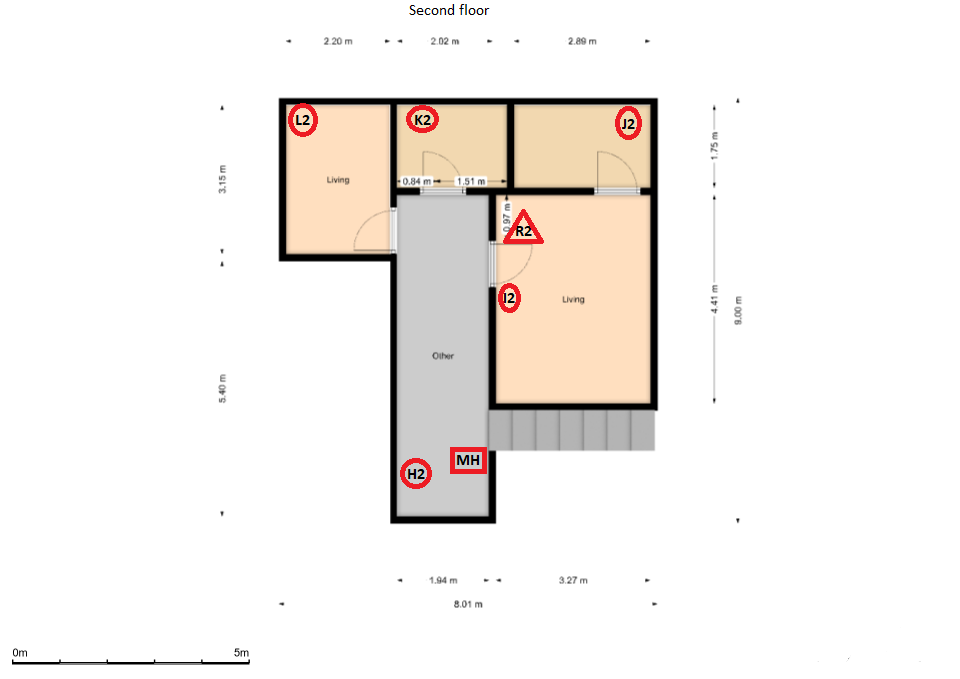 Second floor
2.20 m
2.02 m
2.89 m
L2
K2
J2
3.15 m
1.75 m
Living
0.84 m
1.51 m
0.97 m
R2
I2
Living
4.41 m
9.00 m
Other
5.40 m
MH
H2
1.94 m
3.27 m
8.01 m
0m
5m